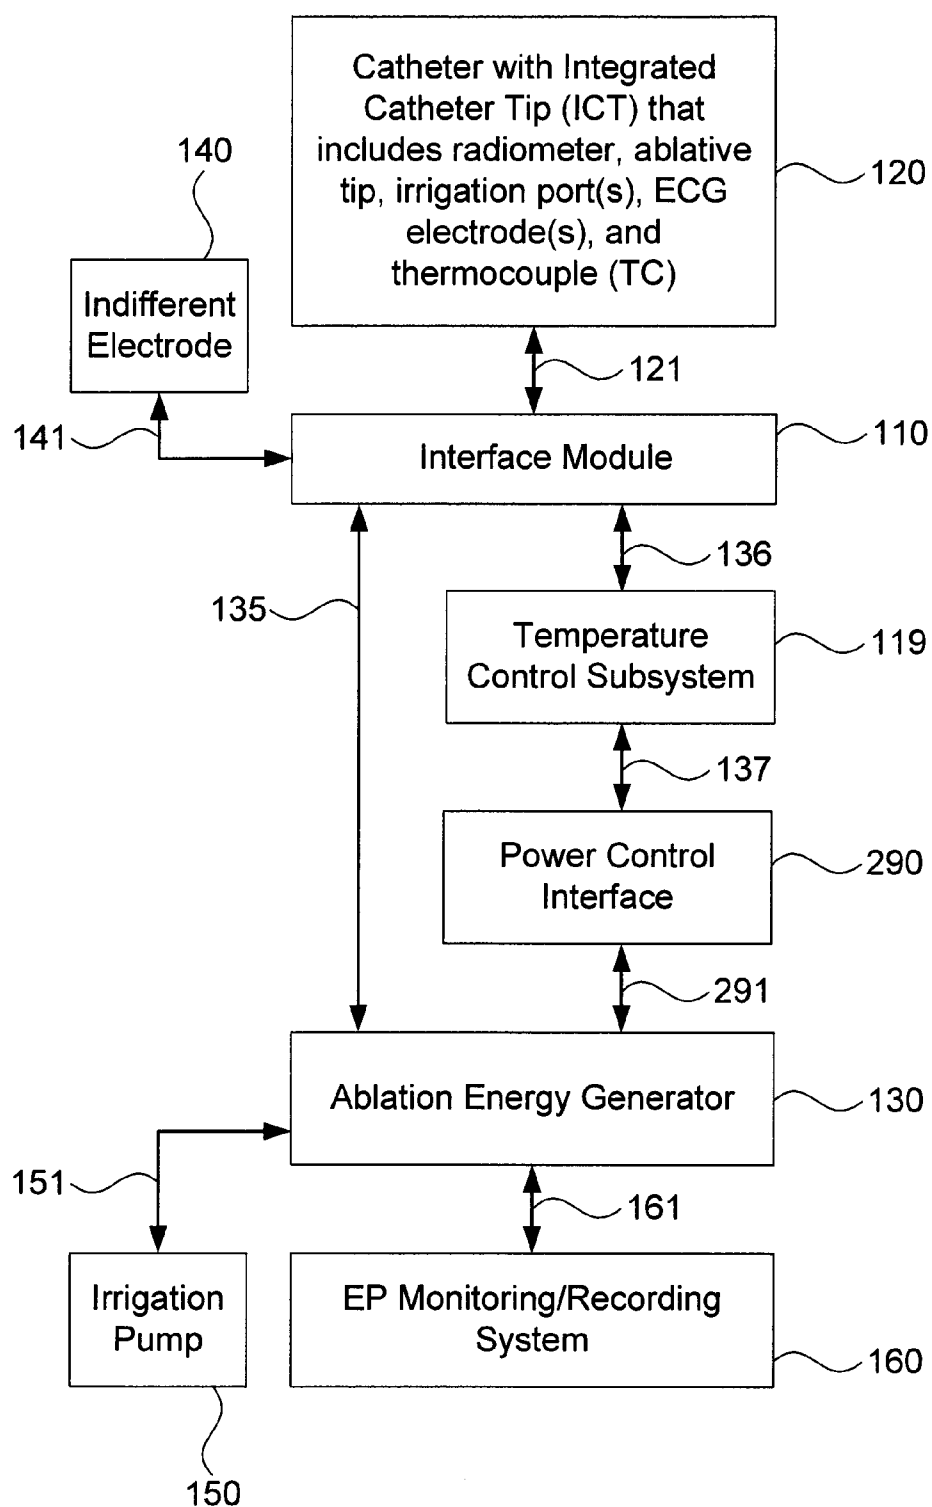 Catheter with Integrated
Catheter Tip (ICT) that
includes radiometer, ablative
tip, irrigation port(s), ECG
electrode(s), and
thermocouple (TC)
120
140
Indifferent
Electrode
121
141
Interface Module
110
136
135
Temperature
Control Subsystem
119
137
Power Control
Interface
290
291
Ablation Energy Generator
130
151
161
Irrigation
Pump
EP Monitoring/Recording
System
160
150